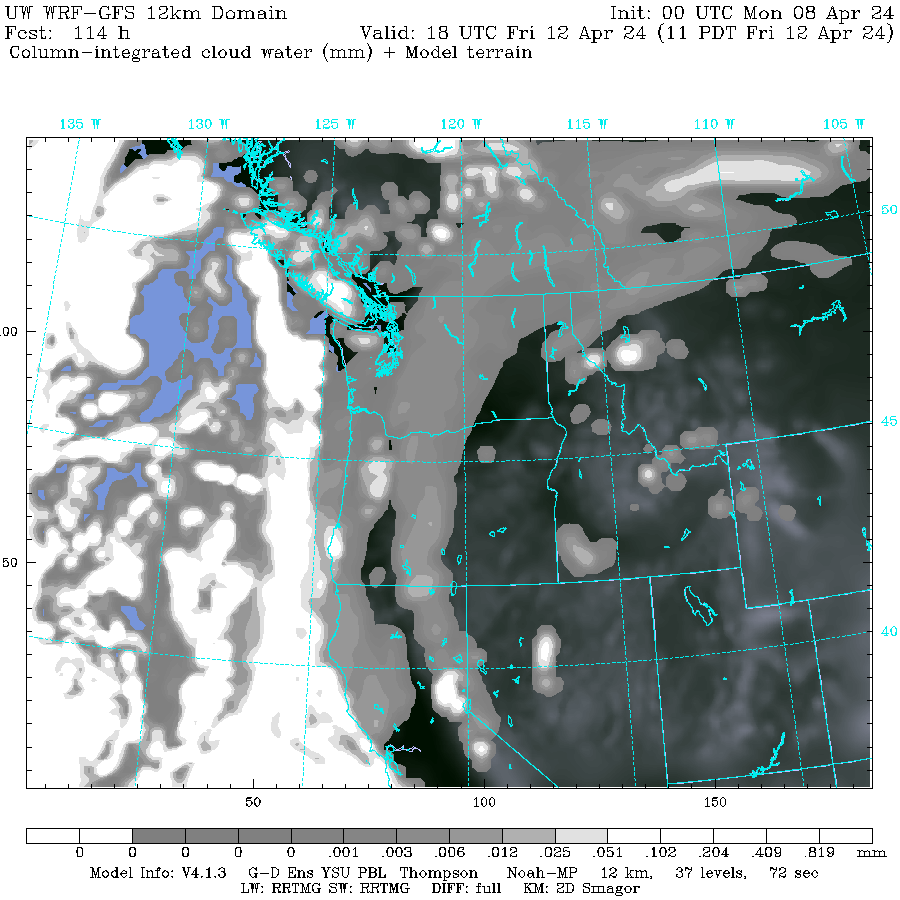 UW WRF-GFS 12km Domain Init: 00 UTC Mon 08 Apr 24
Fcst: 114 h Valid: 18 UTC Fri 12 Apr 24 (11 PDT Fri 12 Apr 24)
Column-integrated cloud water (mm) + Model terrain
135 W 130 W 125 W 120 W 115 W 110 W 105 W
50
00
45
50
40
50 100 150
0 0 0 0 .001 .003 .006 .012 .025 .051 .102 .204 .409 .819 mm
Model Info: V4.1.3 G-D Ens YSU PBL Thompson Noah-MP 12 km, 37 levels, 72 sec
LW: RRTMG SW: RRTMG DIFF: full KM: 2D Smagor